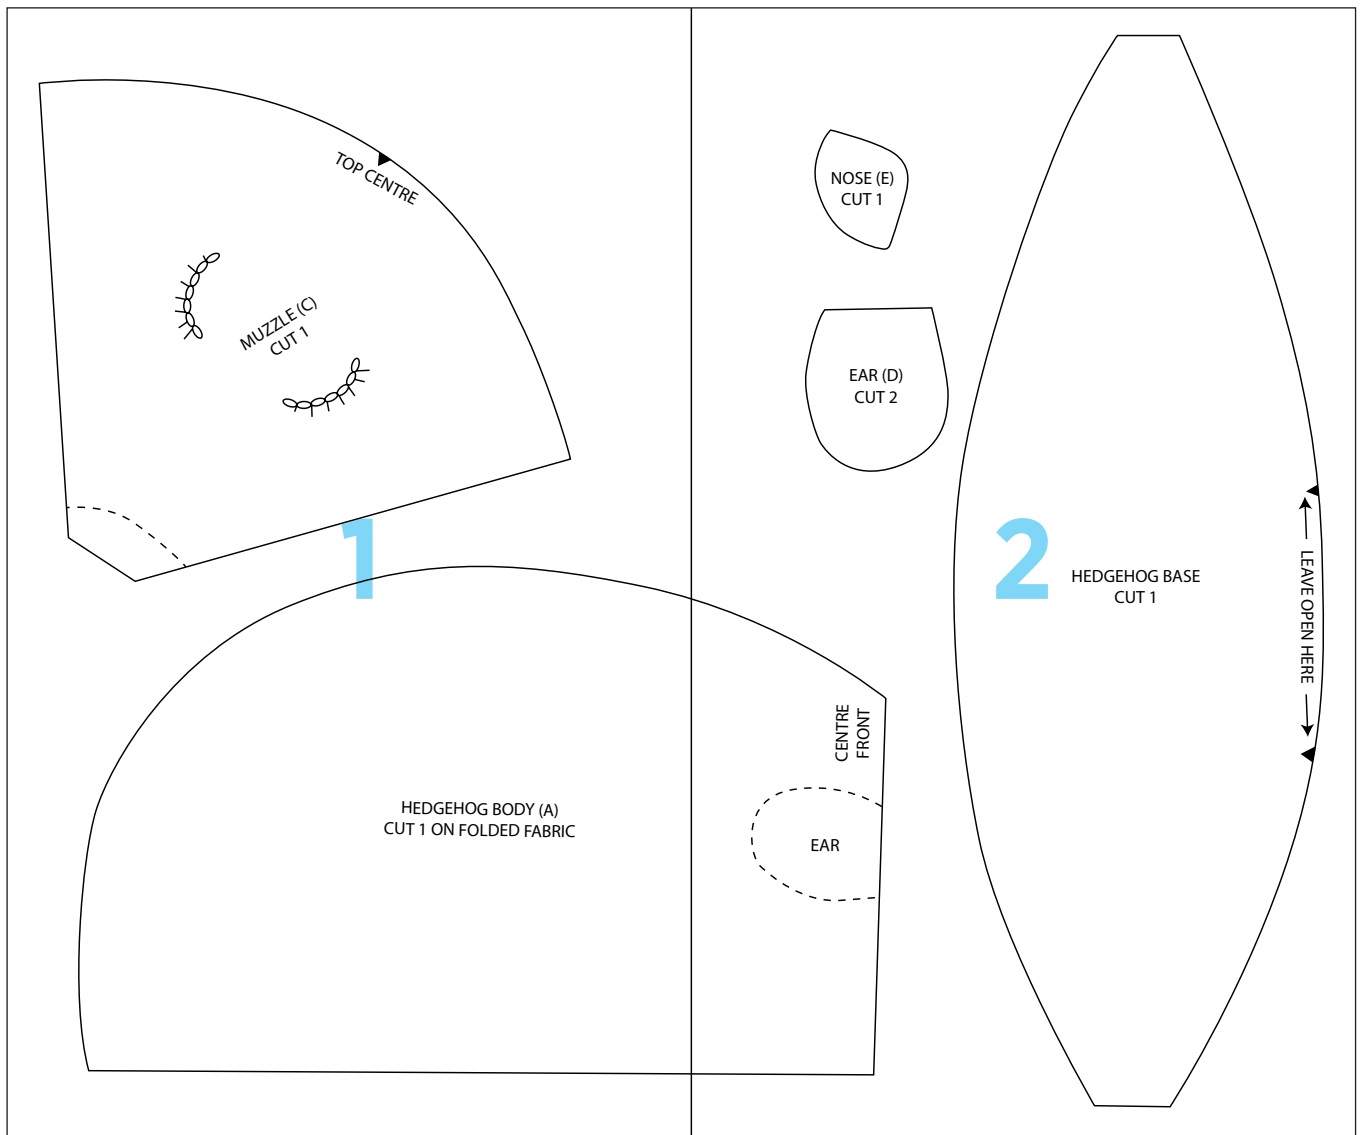 TOP CENTRE
MUZZLE (C)
CUT 1
1
HEDGEHOG BODY (A)
CUT 1 ON FOLDED FABRIC
CENTRE
FRONT
EAR
NOSE (E)
CUT 1
EAR (D)
CUT 2
2
HEDGEHOG BASE
CUT 1
LEAVE OPEN HERE